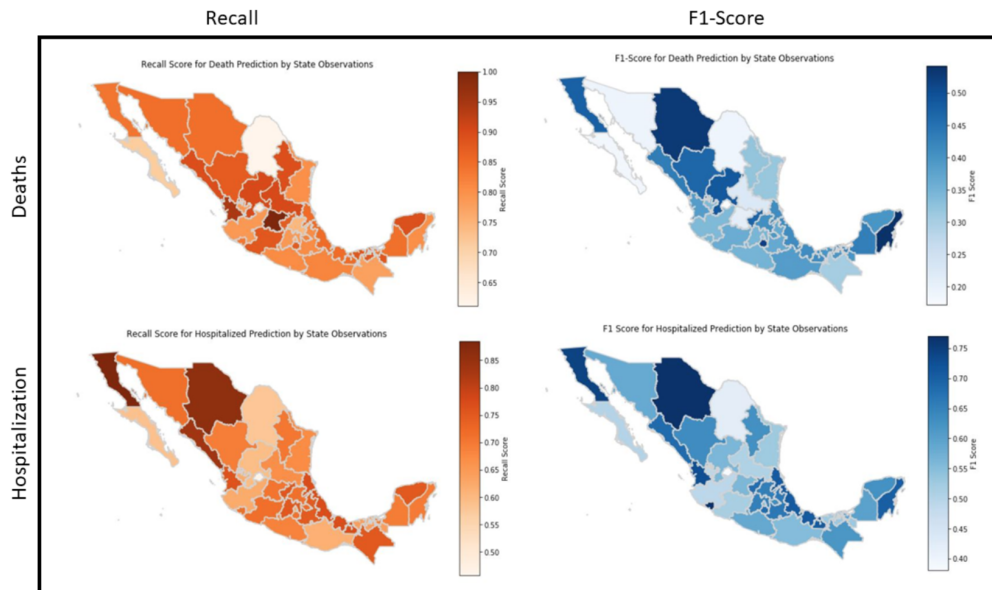 Recall
F1-Score
Deaths
Recall Score for Death Prediction by State Observations
1.00
0.95
0.90
0.85
0.80
0.75
0.70
0.65
Recall Score
F1-Score for Death Prediction by State Observations
0.50
0.45
0.40
0.35
0.30
0.25
0.20
F1 Score
Hospitalization
Recall Score for Hospitalized Prediction by State Observations
0.85
0.80
0.75
0.70
0.65
0.60
0.55
0.50
Recall Score
F1 Score for Hospitalized Prediction by State Observations
0.75
0.70
0.65
0.60
0.55
0.50
0.45
0.40
F1 Score